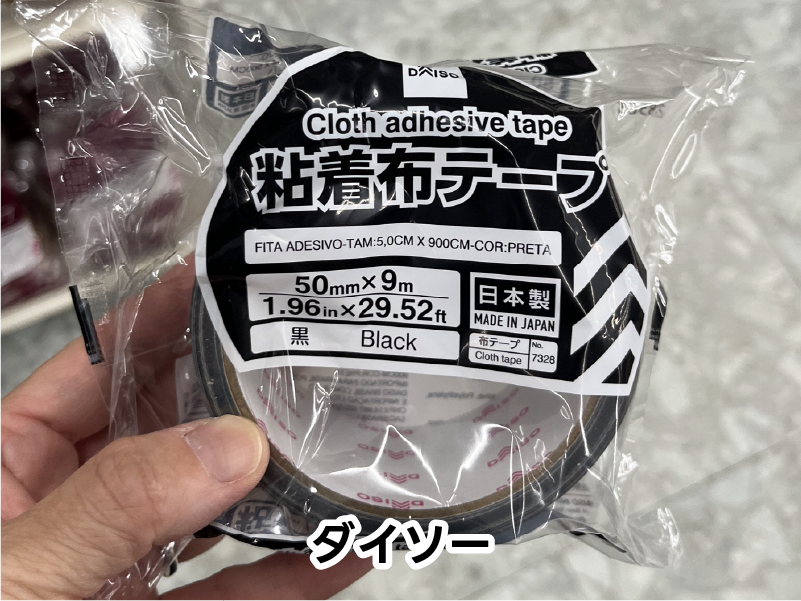 DAISO
Cloth adhesive tape
粘着布テープ
FITA ADESIVO-TAM:5,0CM X 900CM-COR:PRETA
50mm×9m
1.96in×29.52ft
黒 Black
日本製
MADE IN JAPAN
布テープ No.
Cloth tape 7328
DAISO
ダイソー